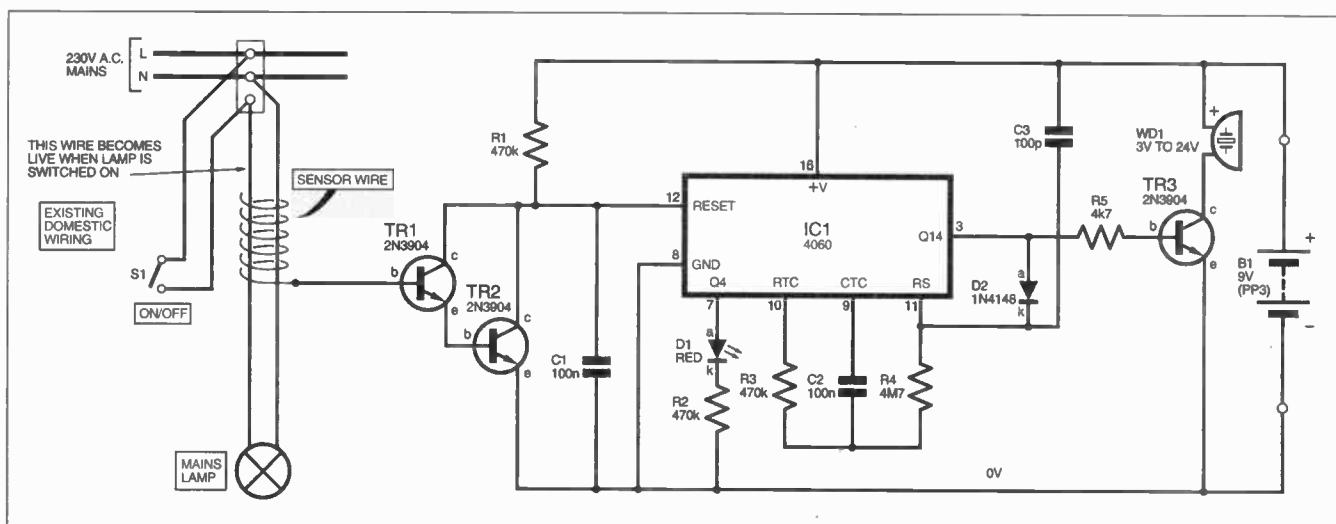 230V A.C.
MAINS
L
N
THIS WIRE BECOMES
LIVE WHEN LAMP IS
SWITCHED ON
SENSOR WIRE
EXISTING
DOMESTIC
WIRING
S1
ON/OFF
MAINS
LAMP
TR1
2N3904
b
c
e
TR2
2N3904
b
c
e
R1
470k
C1
100n
12
RESET
8
GND
16
+V
IC1
4060
3
Q14
Q4
7
RTC
10
CTC
9
RS
11
D1
RED
a
k
R2
470k
R3
470k
C2
100n
R4
4M7
D2
1N4148
a
k
C3
100p
R5
4k7
TR3
2N3904
b
c
e
+
WD1
3V TO 24V
B1
9V
(PP3)
+
–
0V